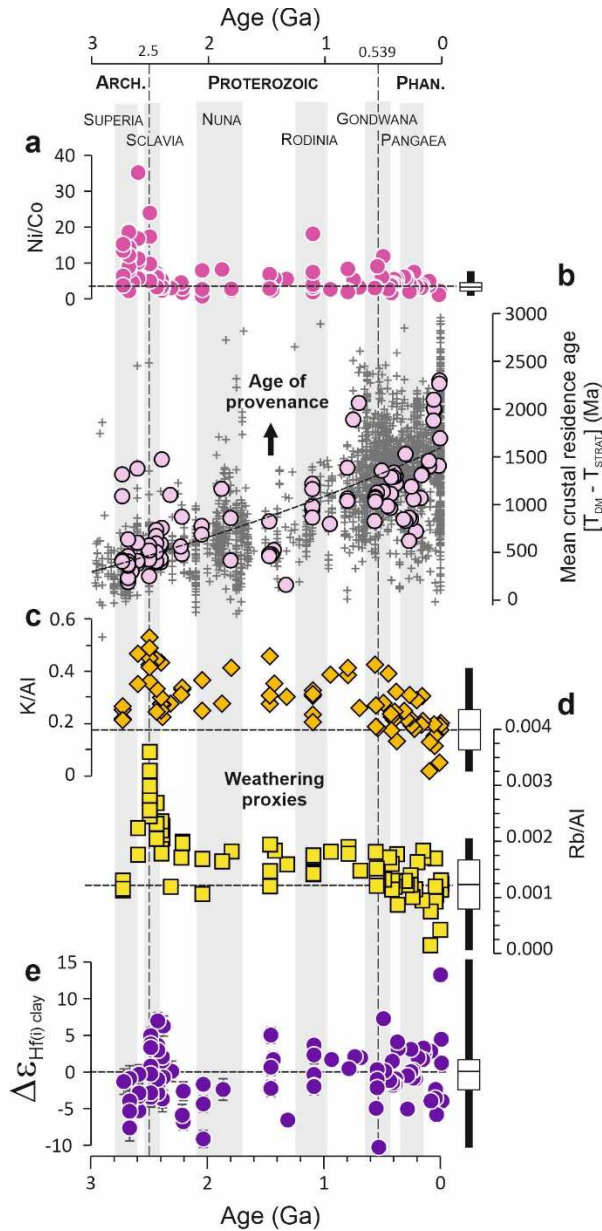 Age (Ga)
3 2 1 0
2.5 0.539
ARCH. PROTEROZOIC PHAN.
SUPERIA NUNA GONDWANA
SCLAVIA RODINIA PANGAEA
a
Ni/Co
40
30
20
10
0
b
Mean crustal residence age
[T_DM - T_STRAT] (Ma)
3000
2500
2000
1500
1000
500
0
Age of
provenance
c
K/Al
0.6
0.4
0.2
0
d
Rb/Al
0.004
0.003
0.002
0.001
0.000
Weathering
proxies
e
Δε Hf(i) clay
15
10
5
0
-5
-10
3 2 1 0
Age (Ga)